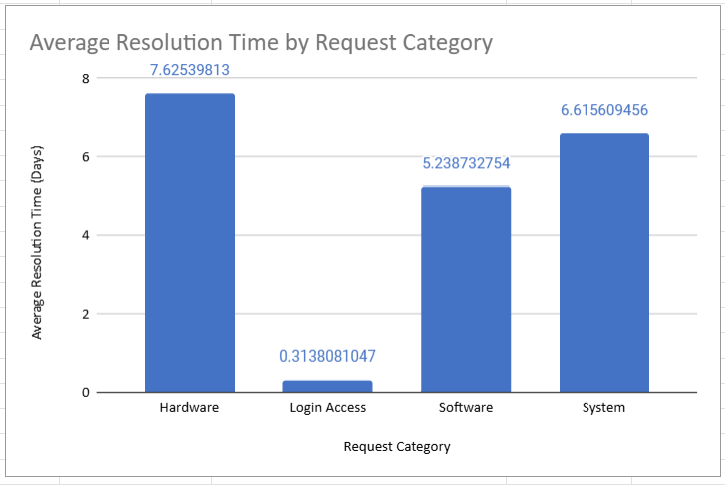 Average Resolution Time by Request Category
7.62539813
8
6.615609456
6
5.238732754
4
2
0.3138081047
0
Average Resolution Time (Days)
Hardware Login Access Software System
Request Category